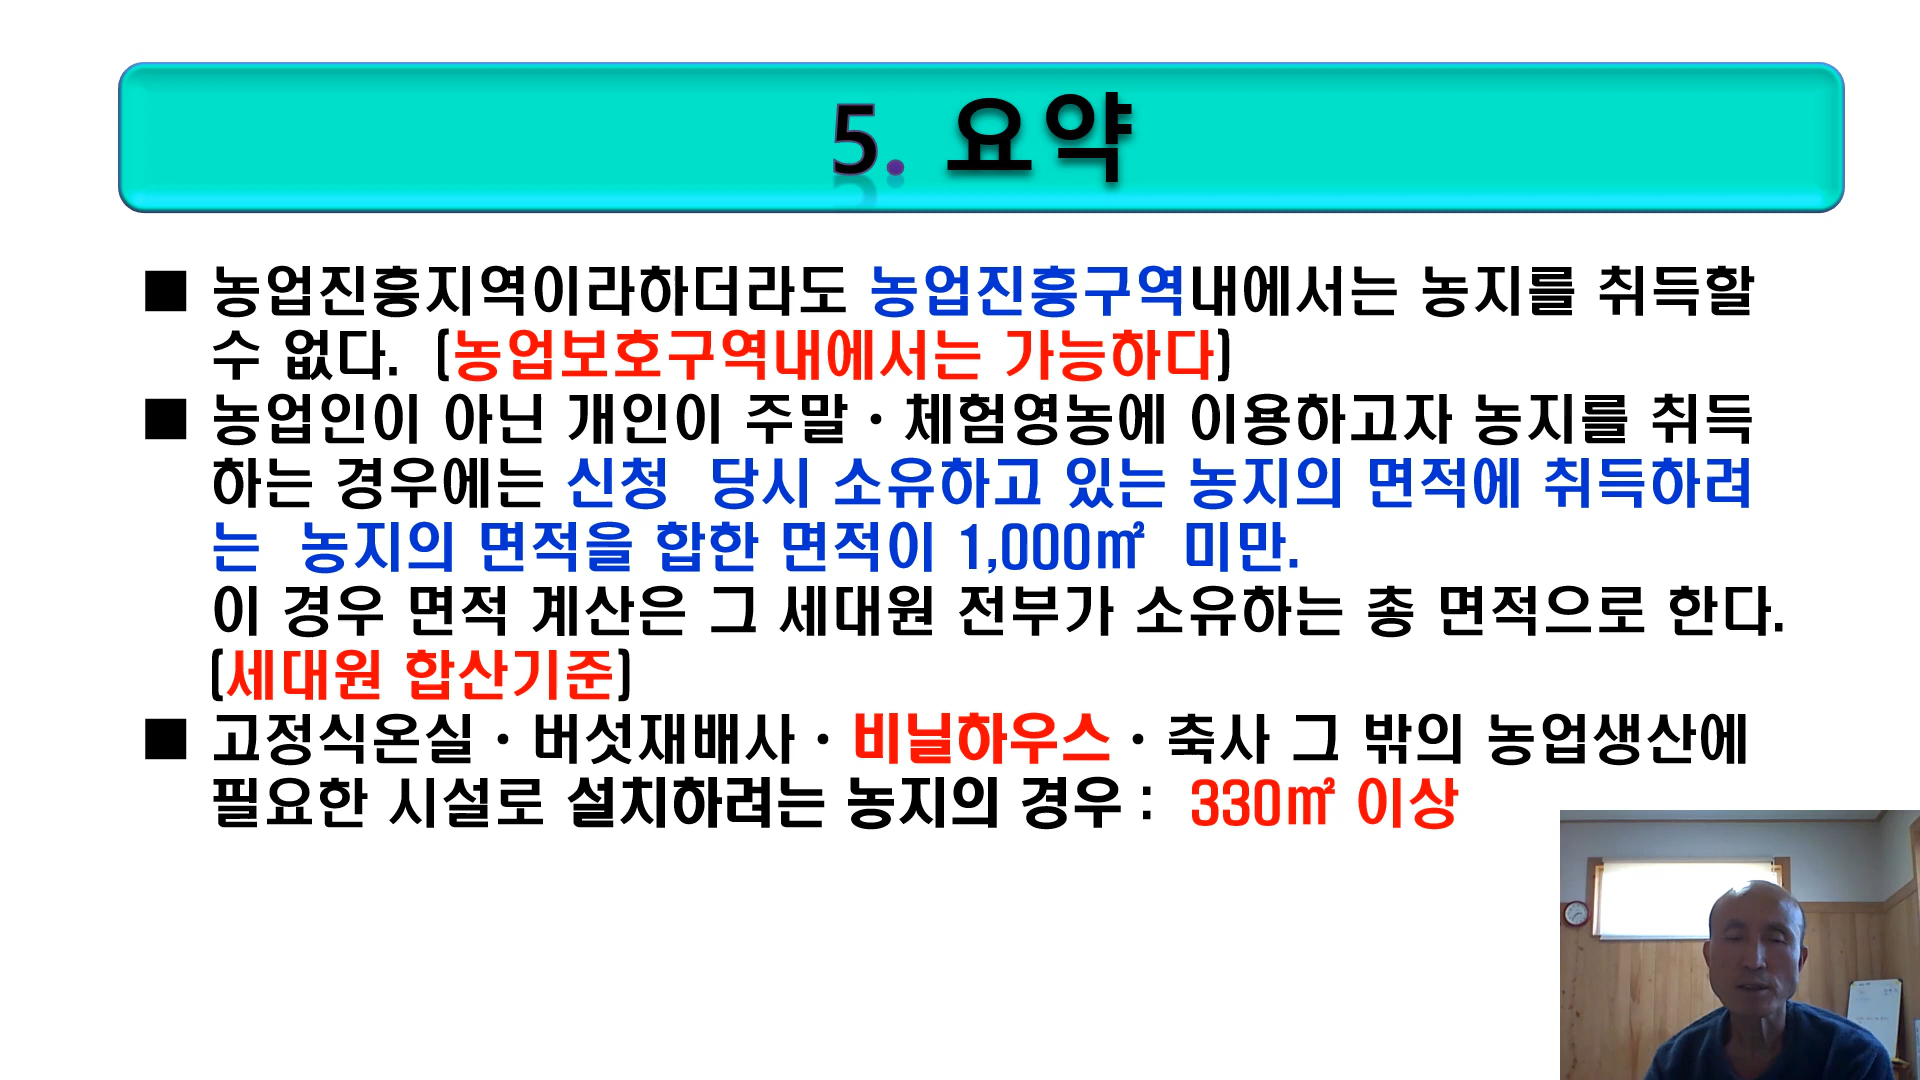 5. 요약
■ 농업진흥지역이라하더라도 농업진흥구역내에서는 농지를 취득할
수 없다. (농업보호구역내에서는 가능하다)
■ 농업인이 아닌 개인이 주말·체험영농에 이용하고자 농지를 취득
하는 경우에는 신청 당시 소유하고 있는 농지의 면적에 취득하려
는 농지의 면적을 합한 면적이 1,000㎡ 미만.
이 경우 면적 계산은 그 세대원 전부가 소유하는 총 면적으로 한다.
(세대원 합산기준)
■ 고정식온실·버섯재배사·비닐하우스·축사 그 밖의 농업생산에
필요한 시설로 설치하려는 농지의 경우 : 330㎡ 이상